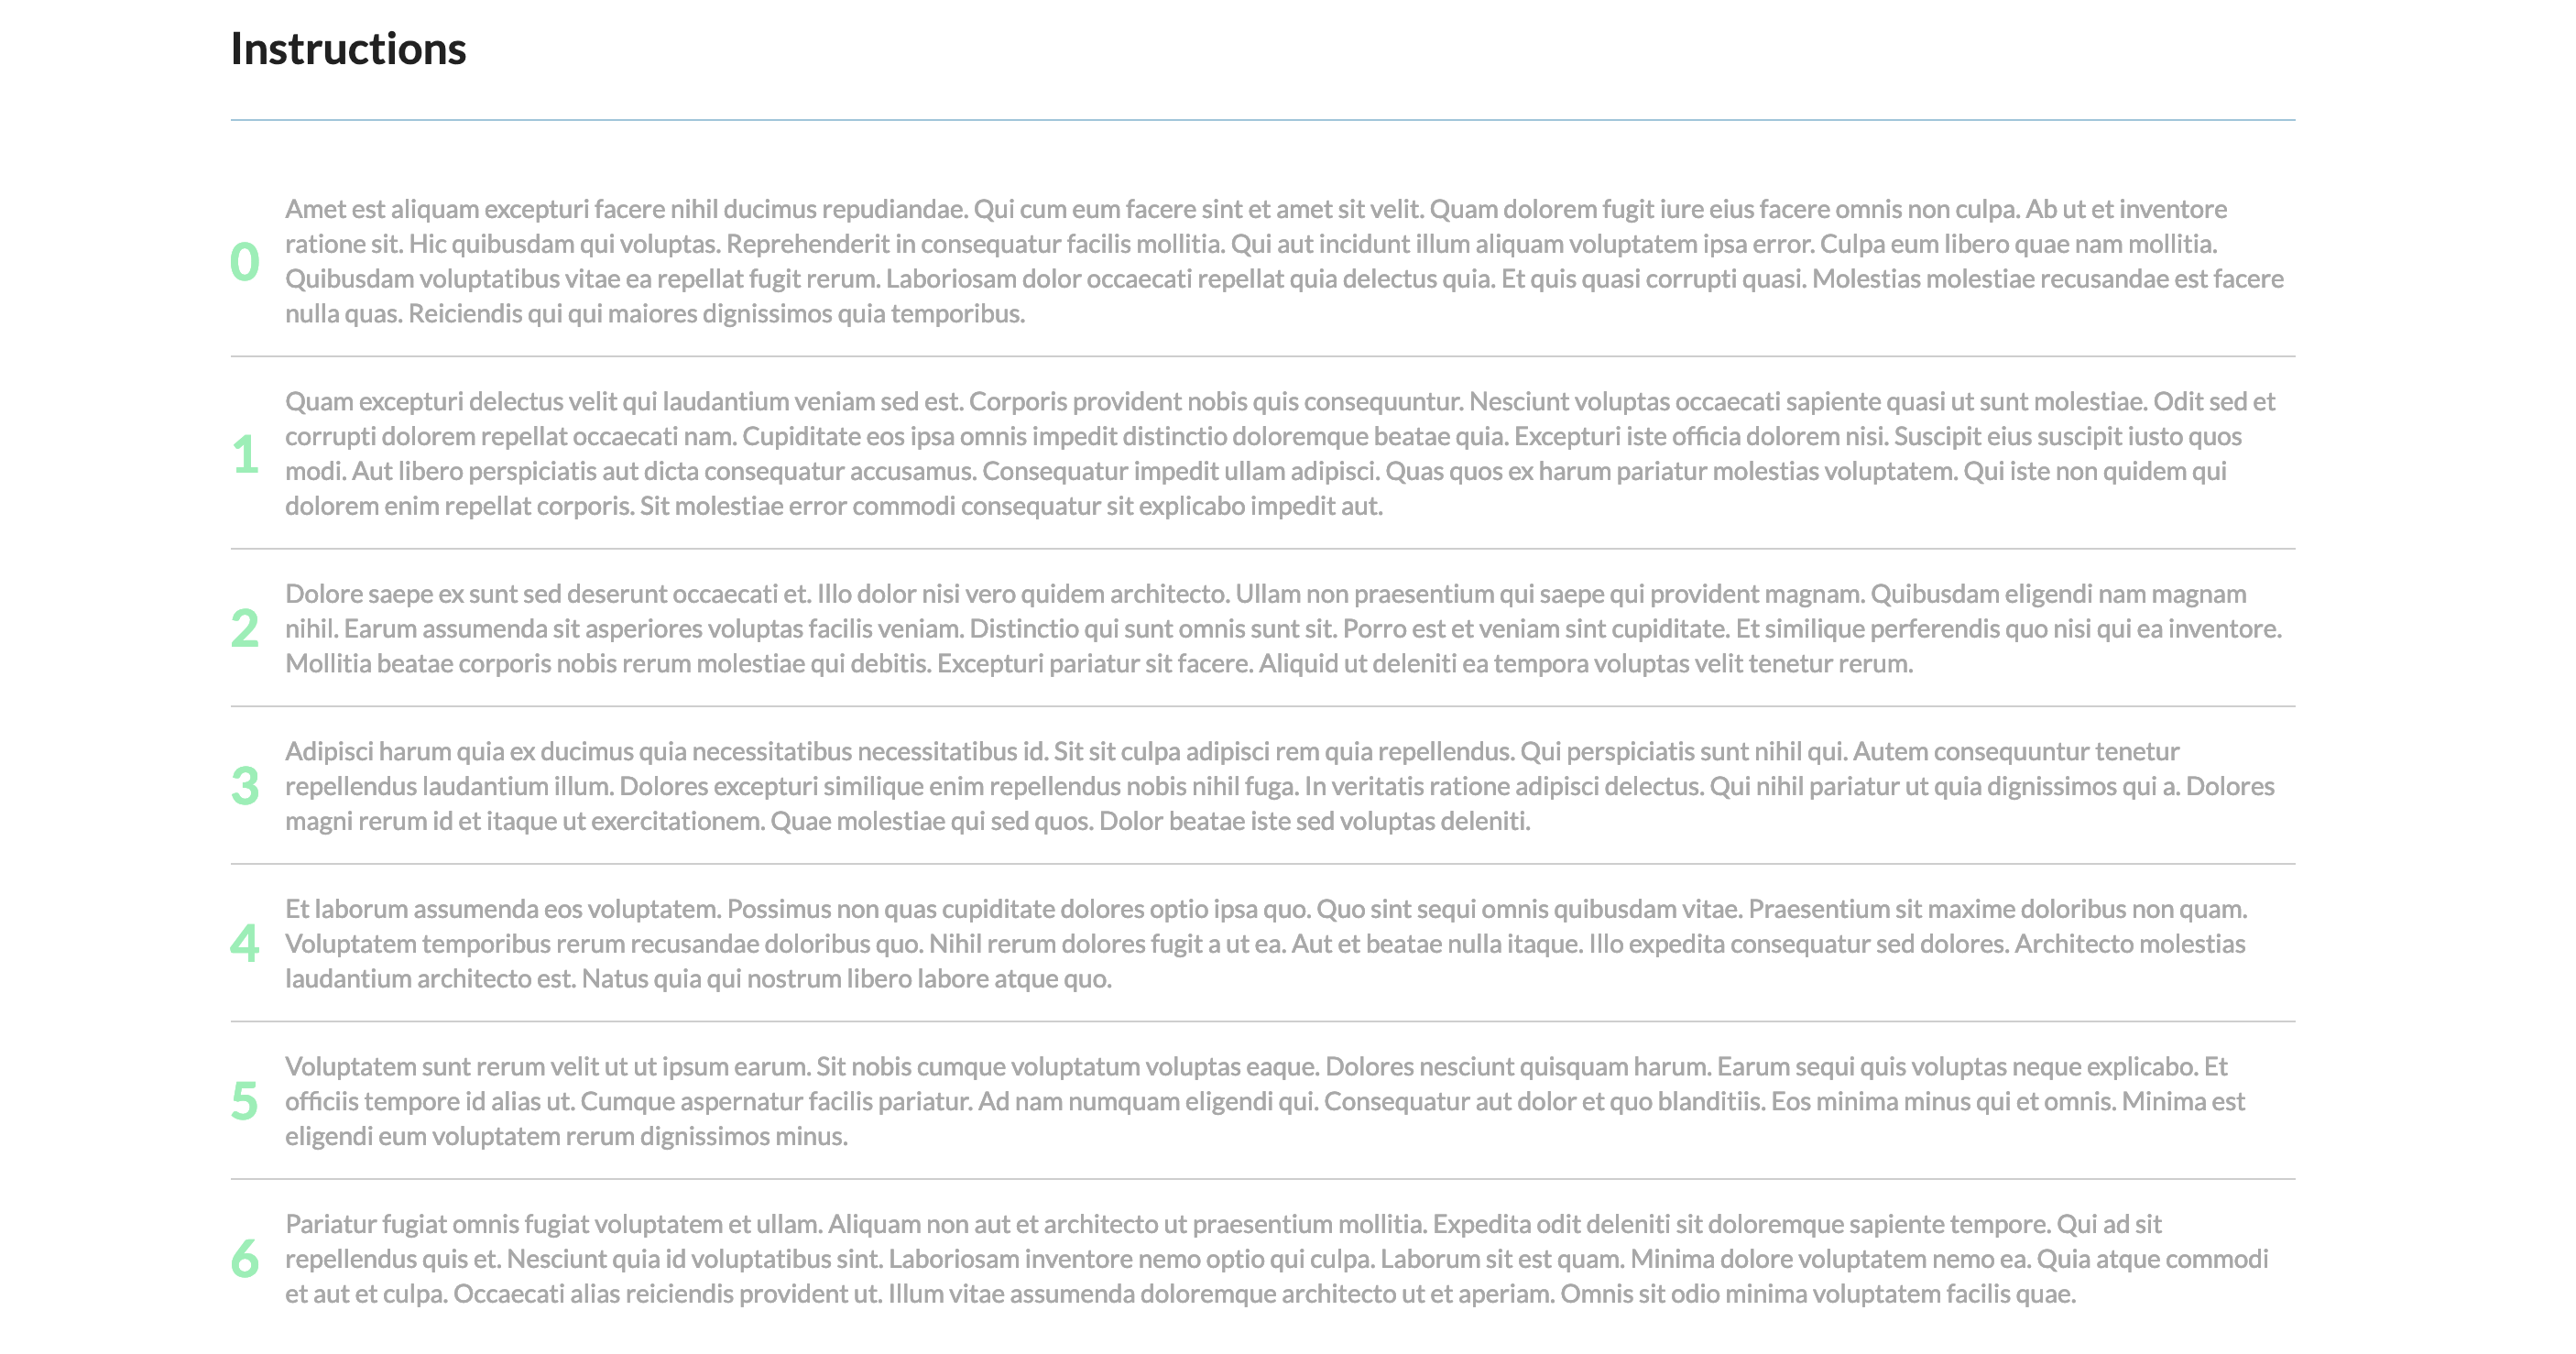 Instructions
0
Amet est aliquam excepturi facere nihil ducimus repudiandae. Qui cum eum facere sint et amet sit velit. Quam dolorem fugit iure eius facere omnis non culpa. Ab ut et inventore
ratione sit. Hic quibusdam qui voluptas. Reprehenderit in consequatur facilis mollitia. Qui aut incidunt illum aliquam voluptatem ipsa error. Culpa eum libero quae nam mollitia.
Quibusdam voluptatibus vitae ea repellat fugit rerum. Laboriosam dolor occaecati repellat quia delectus quia. Et quis quasi corrupti quasi. Molestias molestiae recusandae est facere
nulla quas. Reiciendis qui qui maiores dignissimos quia temporibus.
1
Quam excepturi delectus velit qui laudantium veniam sed est. Corporis provident nobis quis consequuntur. Nesciunt voluptas occaecati sapiente quasi ut sunt molestiae. Odit sed et
corrupti dolorem repellat occaecati nam. Cupiditate eos ipsa omnis impedit distinctio doloremque beatae quia. Excepturi iste officia dolorem nisi. Suscipit eius suscipit iusto quos
modi. Aut libero perspiciatis aut dicta consequatur accusamus. Consequatur impedit ullam adipisci. Quas quos ex harum pariatur molestias voluptatem. Qui iste non quidem qui
dolorem enim repellat corporis. Sit molestiae error commodi consequatur sit explicabo impedit aut.
2
Dolore saepe ex sunt sed deserunt occaecati et. Illo dolor nisi vero quidem architecto. Ullam non praesentium qui saepe qui provident magnam. Quibusdam eligendi nam magnam
nihil. Earum assumenda sit asperiores voluptas facilis veniam. Distinctio qui sunt omnis sunt sit. Porro est et veniam sint cupiditate. Et similique perferendis quo nisi qui ea inventore.
Mollitia beatae corporis nobis rerum molestiae qui debitis. Excepturi pariatur sit facere. Aliquid ut deleniti ea tempora voluptas velit tenetur rerum.
3
Adipisci harum quia ex ducimus quia necessitatibus necessitatibus id. Sit sit culpa adipisci rem quia repellendus. Qui perspiciatis sunt nihil qui. Autem consequuntur tenetur
repellendus laudantium illum. Dolores excepturi similique enim repellendus nobis nihil fuga. In veritatis ratione adipisci delectus. Qui nihil pariatur ut quia dignissimos qui a. Dolores
magni rerum id et itaque ut exercitationem. Quae molestiae qui sed quos. Dolor beatae iste sed voluptas deleniti.
4
Et laborum assumenda eos voluptatem. Possimus non quas cupiditate dolores optio ipsa quo. Quo sint sequi omnis quibusdam vitae. Praesentium sit maxime doloribus non quam.
Voluptatem temporibus rerum recusandae doloribus quo. Nihil rerum dolores fugit a ut ea. Aut et beatae nulla itaque. Illo expedita consequatur sed dolores. Architecto molestias
laudantium architecto est. Natus quia qui nostrum libero labore atque quo.
5
Voluptatem sunt rerum velit ut ut ipsum earum. Sit nobis cumque voluptatum voluptas eaque. Dolores nesciunt quisquam harum. Earum sequi quis voluptas neque explicabo. Et
officiis tempore id alias ut. Cumque aspernatur facilis pariatur. Ad nam numquam eligendi qui. Consequatur aut dolor et quo blanditiis. Eos minima minus qui et omnis. Minima est
eligendi eum voluptatem rerum dignissimos minus.
6
Pariatur fugiat omnis fugiat voluptatem et ullam. Aliquam non aut et architecto ut praesentium mollitia. Expedita odit deleniti sit doloremque sapiente tempore. Qui ad sit
repellendus quis et. Nesciunt quia id voluptatibus sint. Laboriosam inventore nemo optio qui culpa. Laborum sit est quam. Minima dolore voluptatem nemo ea. Quia atque commodi
et aut et culpa. Occaecati alias reiciendis provident ut. Illum vitae assumenda doloremque architecto ut et aperiam. Omnis sit odio minima voluptatem facilis quae.